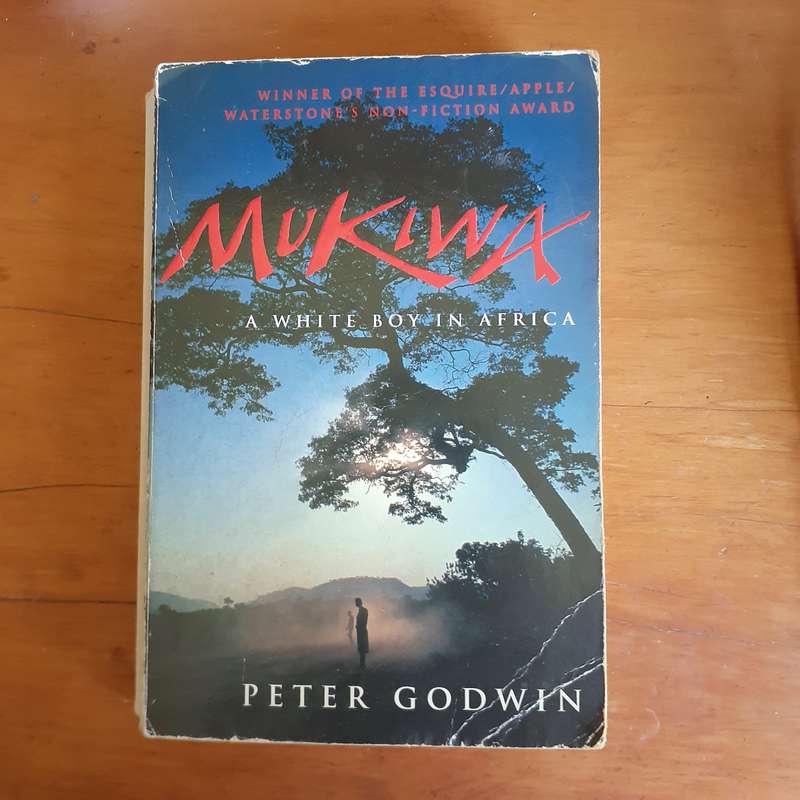 WINNER OF THE ESQUIRE/APPLE/
WATERSTONE'S NON-FICTION AWARD
MUKIWA
A WHITE BOY IN AFRICA
PETER GODWIN